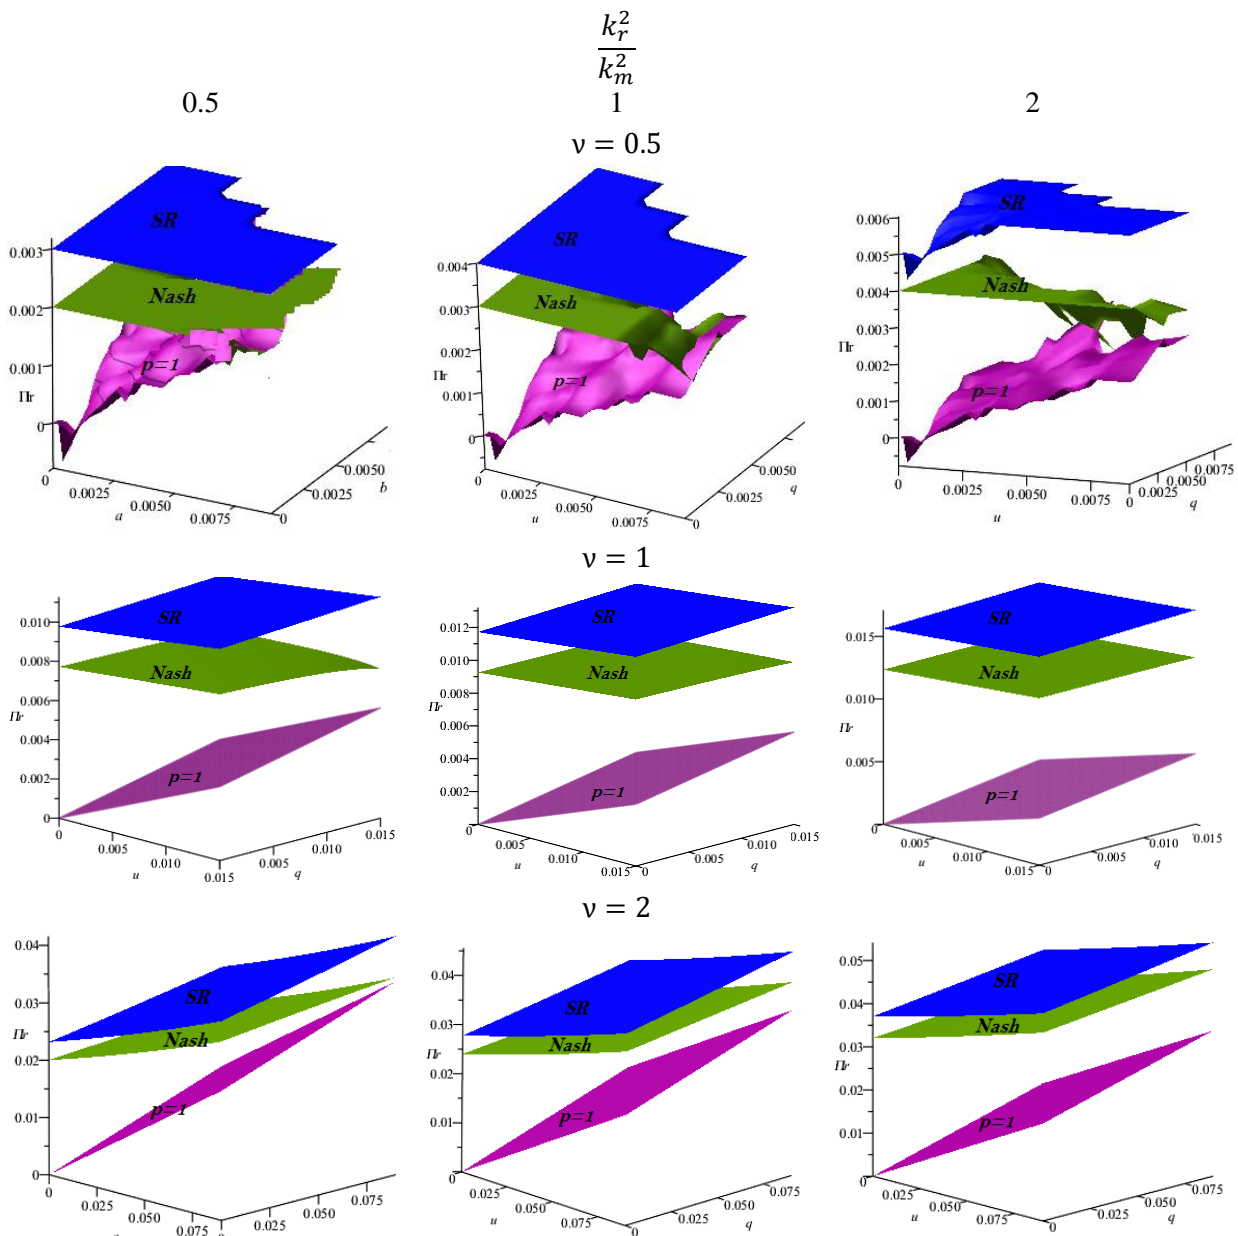 k_r^2
k_m^2
0.5 1 2
ν = 0.5
SR
Nash
p=1
0.003
0.002
0.001
Πr
0
0 0.0025 0.0050 0.0075
a
0 0.0025 0.0050
b
SR
Nash
p=1
0.004
0.003
0.002
Πr
0.001
0
0 0.0025 0.0050 0.0075
u
0 0.0025 0.0050
q
SR
Nash
p=1
0.006
0.005
0.004
0.003
Πr
0.002
0.001
0
0 0.0025 0.0050 0.0075
u
0 0.0025 0.0050 0.0075
q
ν = 1
SR
Nash
p=1
0.010
0.008
0.006
Πr
0.004
0.002
0
0 0.005 0.010 0.015
u
0.005 0.010 0.015
q
SR
Nash
p=1
0.012
0.010
0.008
Πr
0.006
0.004
0.002
0
0.005 0.010 0.015
u
0 0.005 0.010 0.015
q
SR
Nash
p=1
0.015
0.010
Πr
0.005
0
0.005 0.010 0.015
u
0 0.005 0.010 0.015
q
ν = 2
SR
Nash
p=1
0.04
0.03
Πr
0.02
0.01
0
0 0.025 0.050 0.075
0 0.025 0.050 0.075
SR
Nash
p=1
0.04
0.03
Πr
0.02
0.01
0
0.025 0.050 0.075
u
0 0.025 0.050 0.075
q
SR
Nash
p=1
0.05
0.04
0.03
Πr
0.02
0.01
0
0.025 0.050 0.075
u
0 0.025 0.050 0.075
q